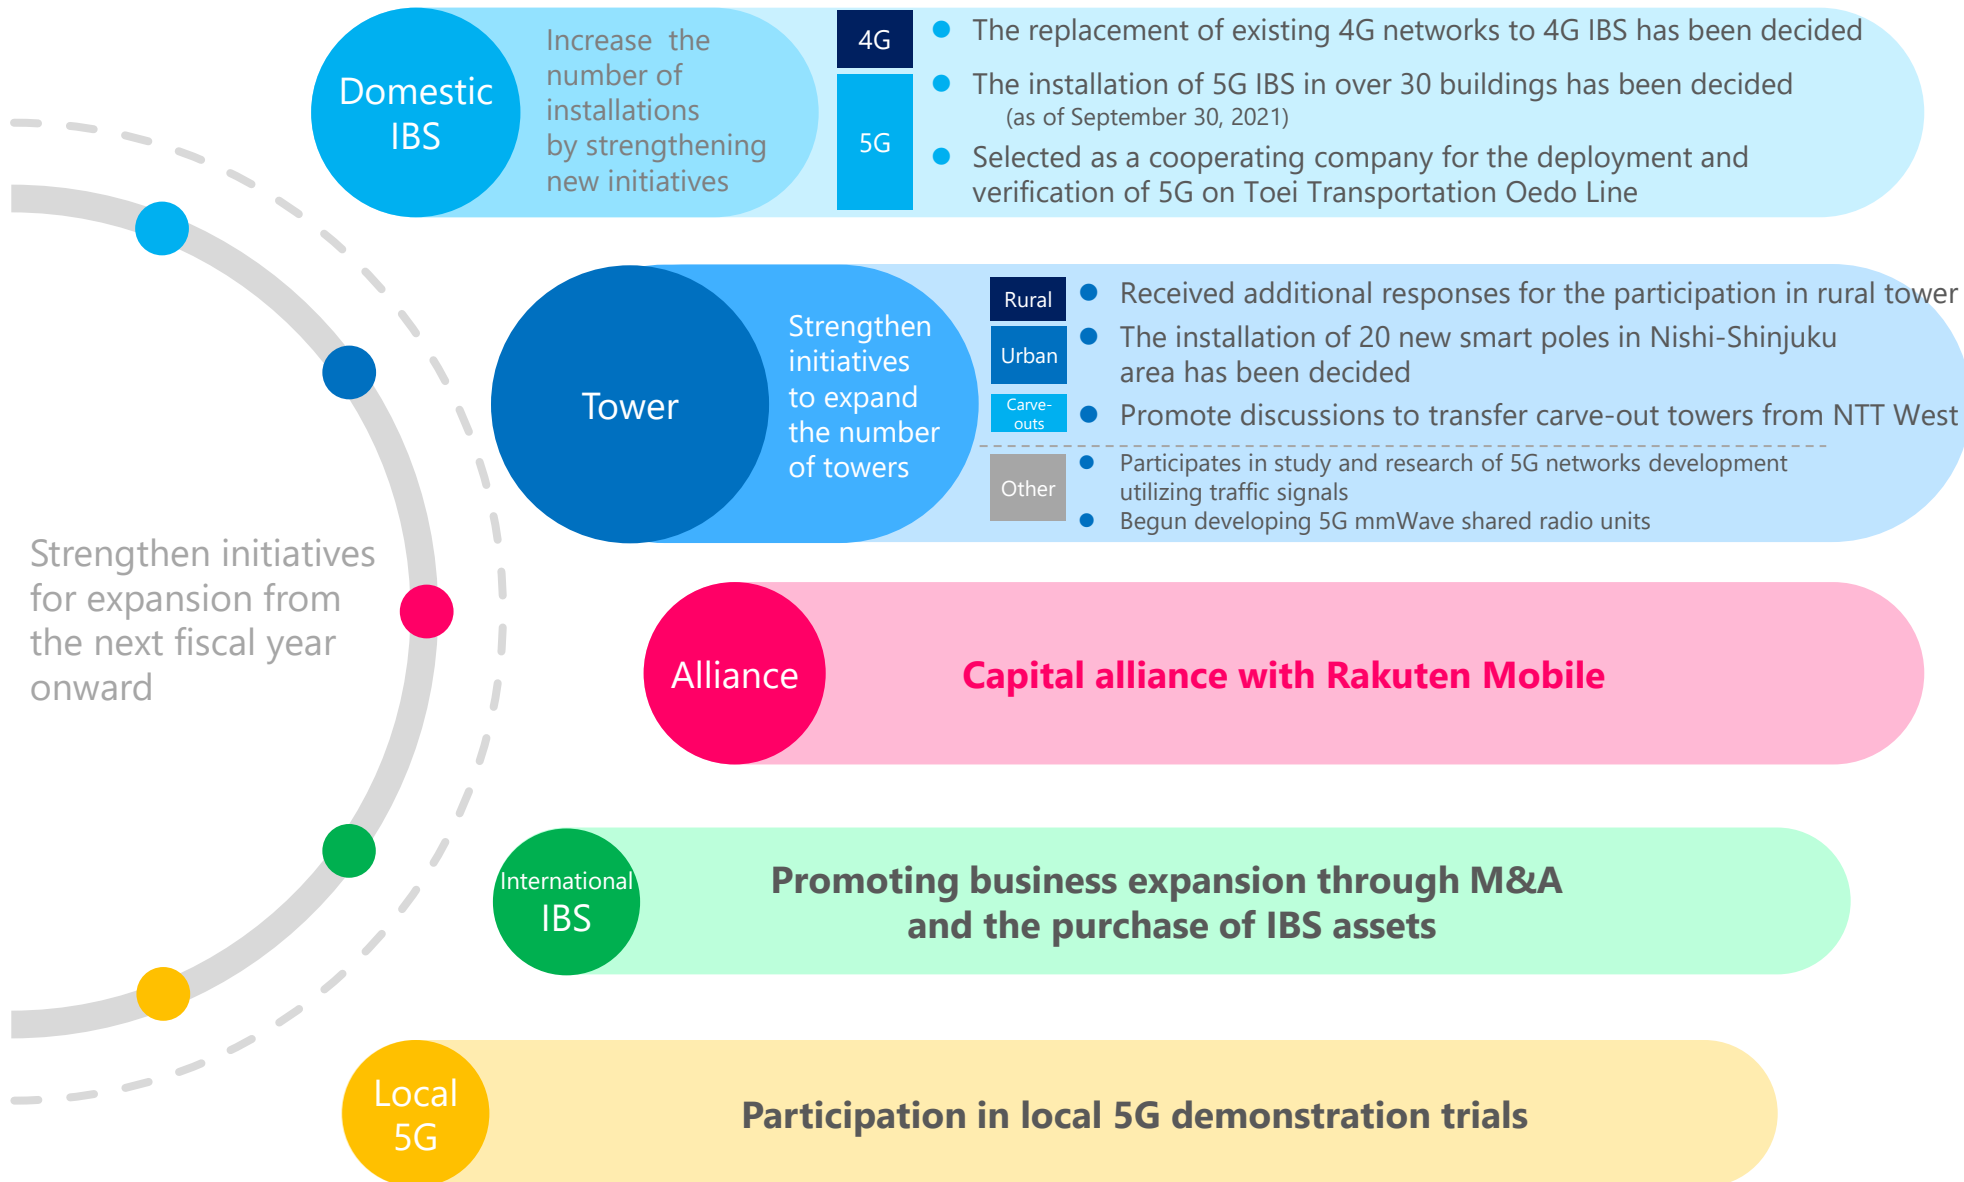 Strengthen initiatives
for expansion from
the next fiscal year
onward
Domestic
IBS
Increase the
number of
installations
by strengthening
new initiatives
4G
The replacement of existing 4G networks to 4G IBS has been decided
5G
The installation of 5G IBS in over 30 buildings has been decided
(as of September 30, 2021)
Selected as a cooperating company for the deployment and
verification of 5G on Toei Transportation Oedo Line
Tower
Strengthen
initiatives
to expand
the number
of towers
Rural
Received additional responses for the participation in rural tower
Urban
The installation of 20 new smart poles in Nishi-Shinjuku
area has been decided
Carve-
outs
Promote discussions to transfer carve-out towers from NTT West
Other
Participates in study and research of 5G networks development
utilizing traffic signals
Begun developing 5G mmWave shared radio units
Alliance
Capital alliance with Rakuten Mobile
International
IBS
Promoting business expansion through M&A
and the purchase of IBS assets
Local
5G
Participation in local 5G demonstration trials